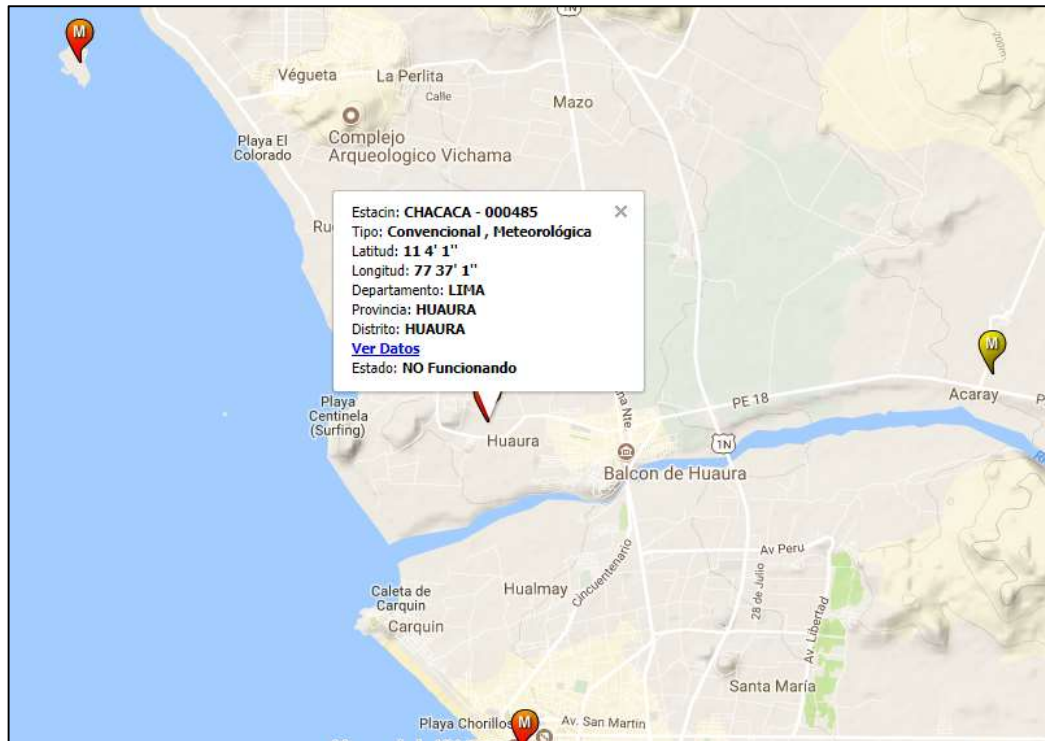 1N
M
Végueta
La Perlita
Calle
Mazo
Complejo
Arqueologico Vichama
Playa El
Colorado
Estacin: CHACACA - 000485
Tipo: Convencional , Meteorológica
Latitud: 11 4' 1"
Longitud: 77 37' 1"
Departamento: LIMA
Provincia: HUAURA
Distrito: HUAURA
Ver Datos
Estado: NO Funcionando
M
Acaray
PE 18
Playa
Centinela
(Surfing)
Huaura
1N
Balcon de Huaura
Av Peru
Hualmay
Cincuentenario
28 de Julio
Av. Libertad
Caleta de
Carquin
Carquin
Santa María
Playa Chorillos
M
Av. San Martin